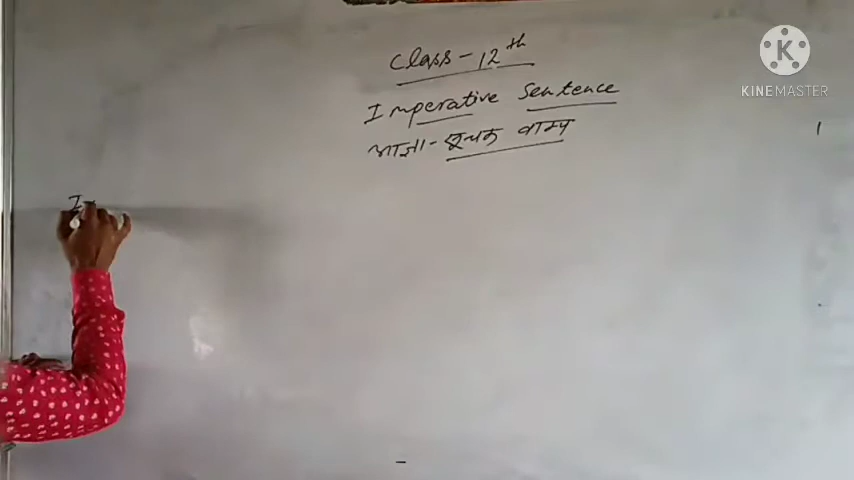 Class-12th
Imperative Sentence
आज्ञा-सूचक वाक्य
I
KINEMASTER